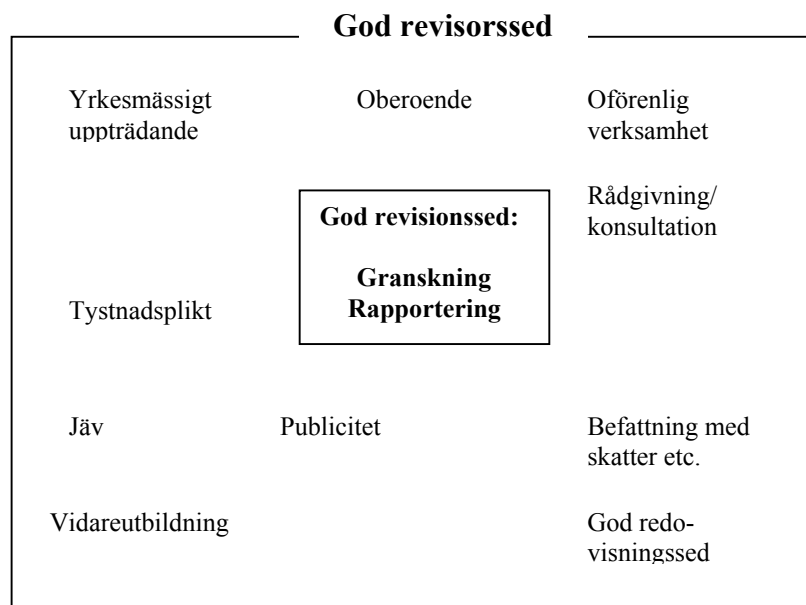 God revisorssed
Yrkesmässigt
uppträdande
Oberoende
Oförenlig
verksamhet
Rådgivning/
konsultation
God revisionssed:
Granskning
Rapportering
Tystnadsplikt
Jäv
Publicitet
Befattning med
skatter etc.
Vidareutbildning
God redo-
visningssed